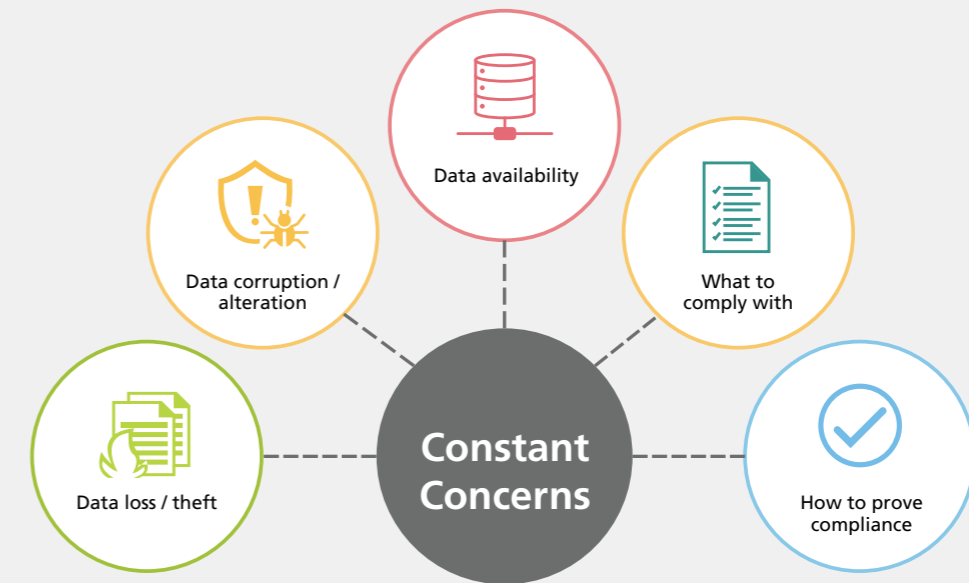 Data availability
Data corruption /
alteration
What to
comply with
Data loss / theft
Constant
Concerns
How to prove
compliance